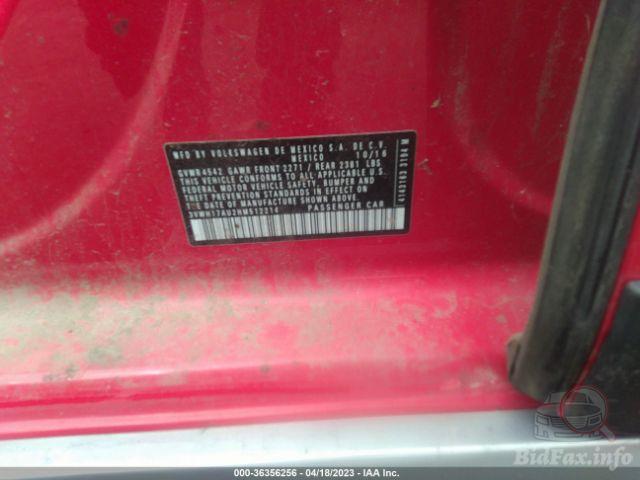 MFD BY VOLKSWAGEN DE MEXICO S.A. DE C.V.
MEXICO 10/16
GVWR 4542 GAWR FRONT 2271 / REAR 2381 LBS
THIS VEHICLE CONFORMS TO ALL APPLICABLE U.S.
FEDERAL MOTOR VEHICLE SAFETY, BUMPER AND
THEFT PREVENTION STANDARDS IN EFFECT ON
THE DATE OF MANUFACTURE SHOWN ABOVE.
PASSENGER CAR
BidFax.info
000-36356256 - 04/18/2023 - IAA Inc.